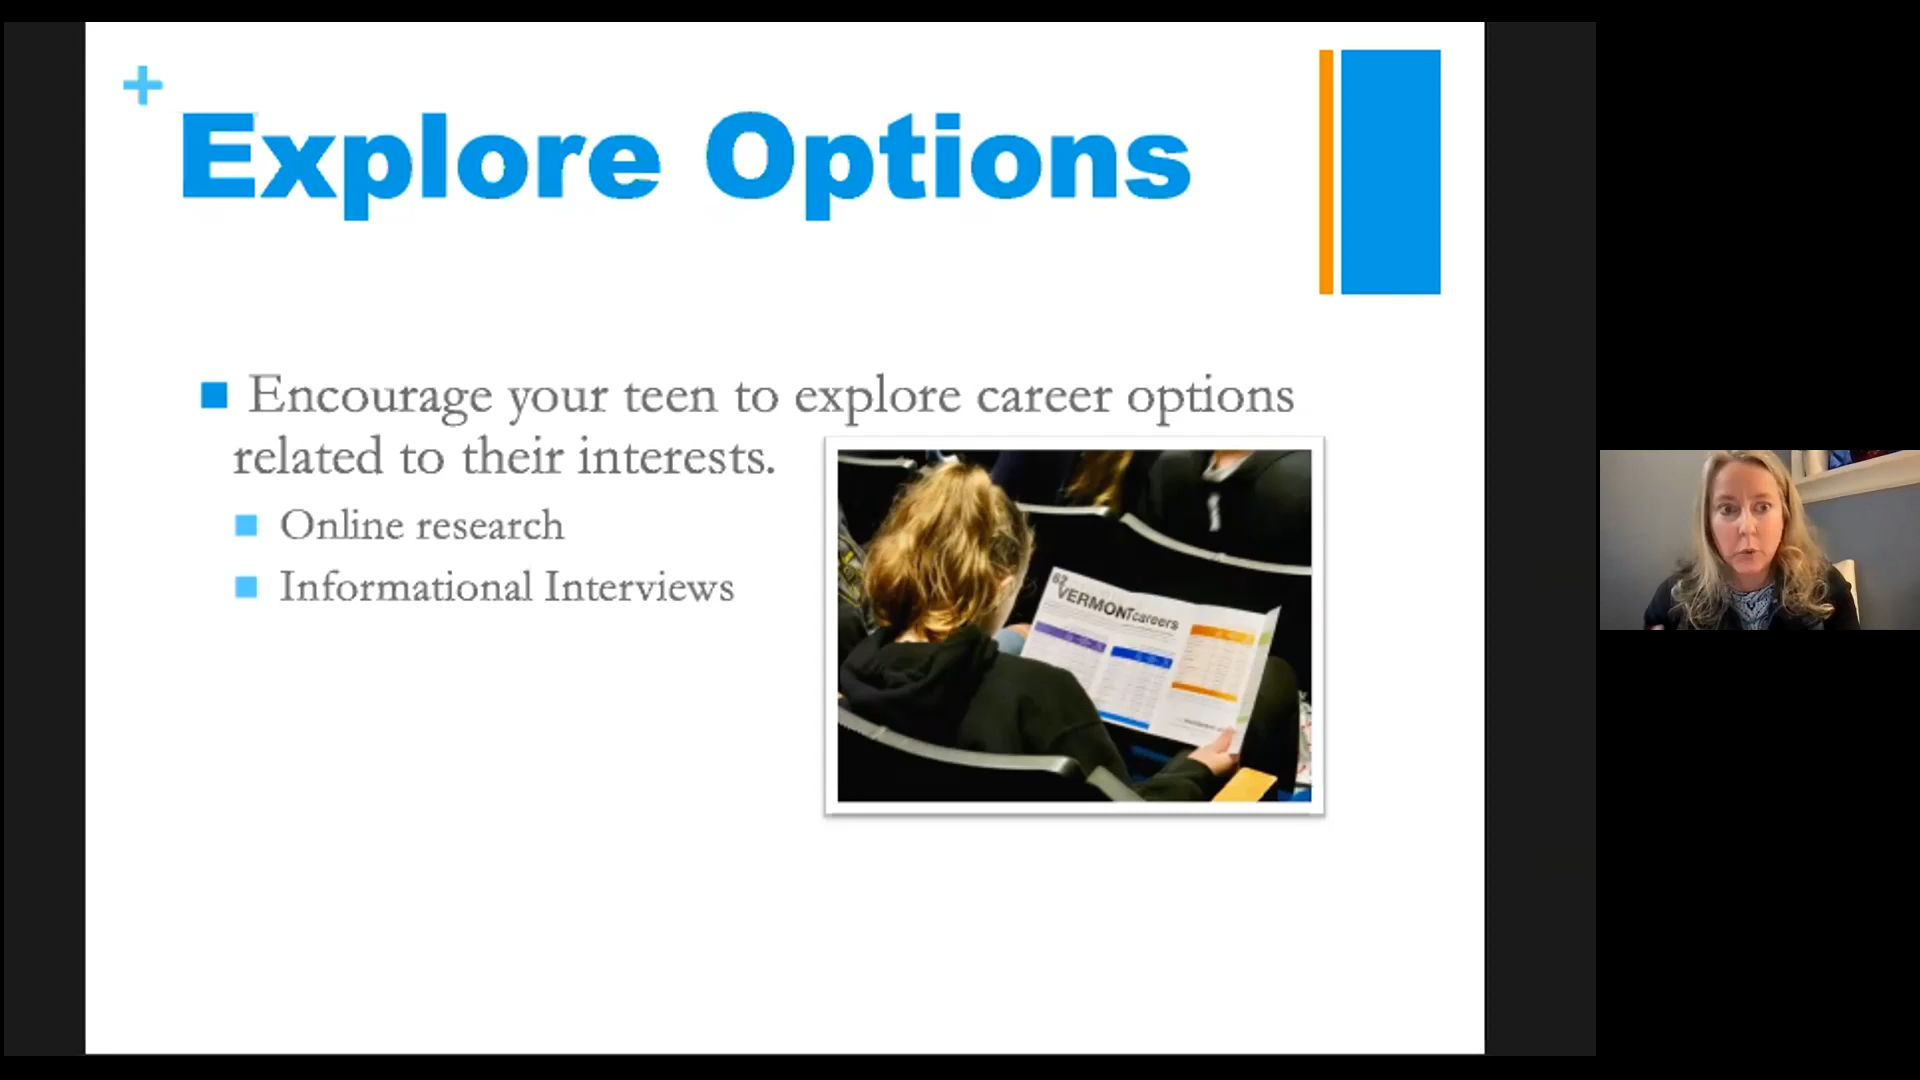 Explore Options
Encourage your teen to explore career options
related to their interests.
Online research
Informational Interviews
VERMONTcareers